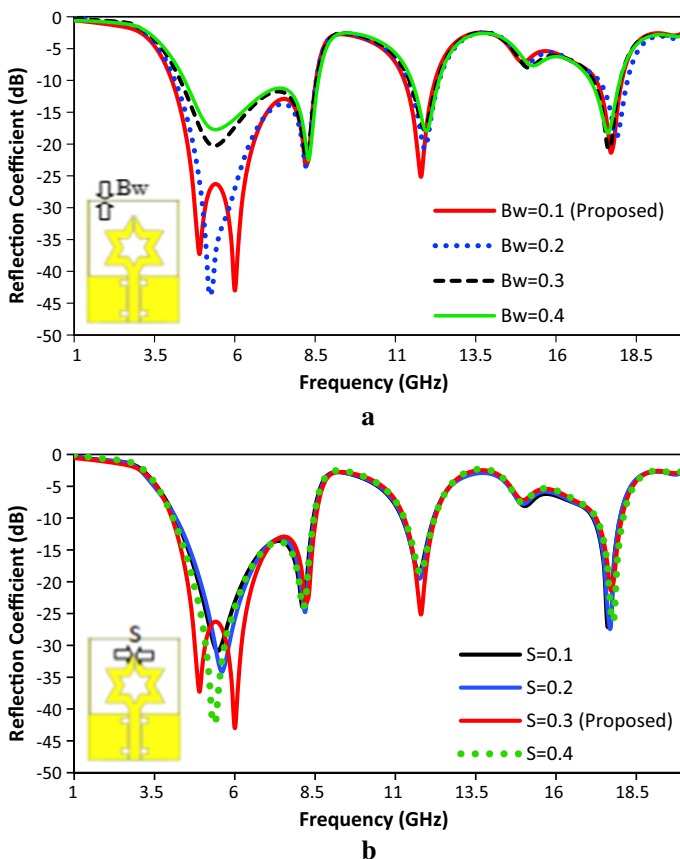 0
-5
-10
-15
-20
-25
-30
-35
-40
-45
-50
Reflection Coefficient (dB)
Bw
Bw=0.1 (Proposed)
Bw=0.2
Bw=0.3
Bw=0.4
1 3.5 6 8.5 11 13.5 16 18.5
Frequency (GHz)
a
0
-5
-10
-15
-20
-25
-30
-35
-40
-45
-50
Reflection Coefficient (dB)
S
S=0.1
S=0.2
S=0.3 (Proposed)
S=0.4
1 3.5 6 8.5 11 13.5 16 18.5
Frequency (GHz)
b